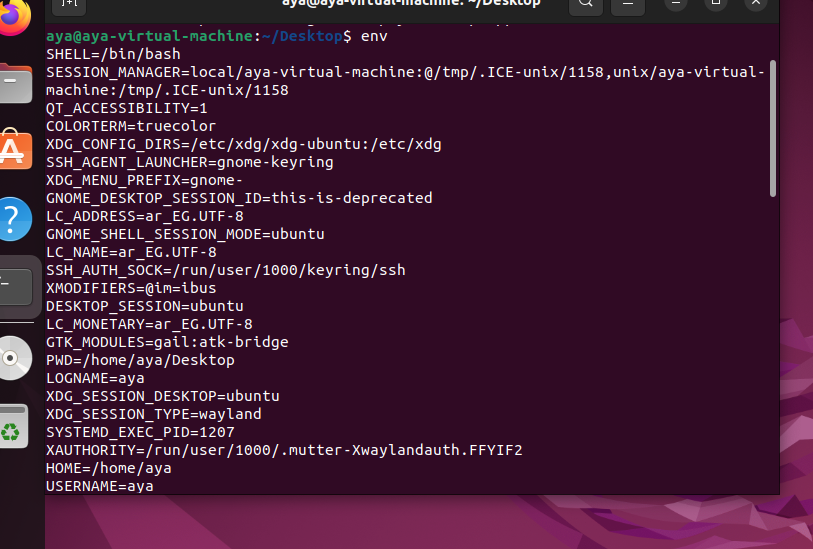 aya@aya-virtual-machine: ~/Desktop
aya@aya-virtual-machine:~/Desktop$ env
SHELL=/bin/bash
SESSION_MANAGER=local/aya-virtual-machine:@/tmp/.ICE-unix/1158,unix/aya-virtual-
machine:/tmp/.ICE-unix/1158
QT_ACCESSIBILITY=1
COLORTERM=truecolor
XDG_CONFIG_DIRS=/etc/xdg/xdg-ubuntu:/etc/xdg
SSH_AGENT_LAUNCHER=gnome-keyring
XDG_MENU_PREFIX=gnome-
GNOME_DESKTOP_SESSION_ID=this-is-deprecated
LC_ADDRESS=ar_EG.UTF-8
GNOME_SHELL_SESSION_MODE=ubuntu
LC_NAME=ar_EG.UTF-8
SSH_AUTH_SOCK=/run/user/1000/keyring/ssh
XMODIFIERS=@im=ibus
DESKTOP_SESSION=ubuntu
LC_MONETARY=ar_EG.UTF-8
GTK_MODULES=gail:atk-bridge
PWD=/home/aya/Desktop
LOGNAME=aya
XDG_SESSION_DESKTOP=ubuntu
XDG_SESSION_TYPE=wayland
SYSTEMD_EXEC_PID=1207
XAUTHORITY=/run/user/1000/.mutter-Xwaylandauth.FFYIF2
HOME=/home/aya
USERNAME=aya